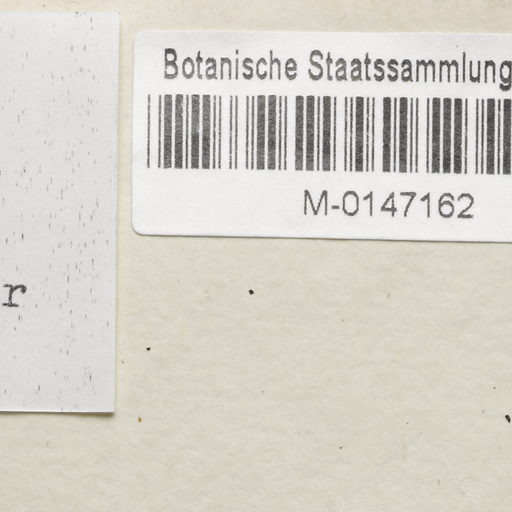 Botanische Staatssammlung
M-0147162
r